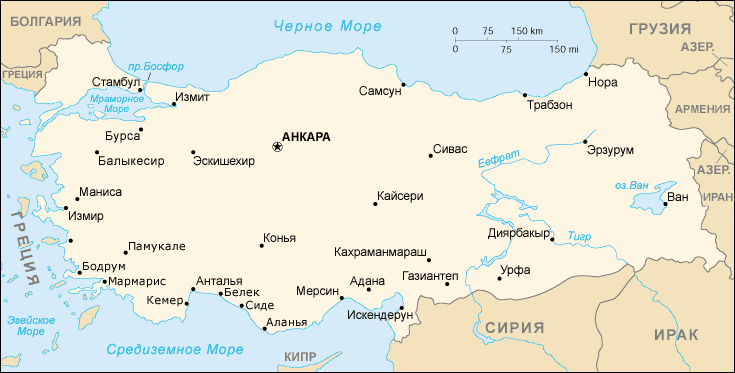 БОЛГАРИЯ
Черное Море
0 75 150 km
0 75 150 mi
ГРУЗИЯ
АЗЕР.
ГРЕЦИЯ
пр.Босфор
Стамбул
Мраморное
Море
Измит
Самсун
Трабзон
Нора
АРМЕНИЯ
Бурса
АНКАРА
Балыкесир
Эскишехир
Сивас
Евфрат
Эрзурум
АЗЕР.
ИРАН
оз.Ван
Ван
Маниса
Измир
Кайсери
ГРЕЦИЯ
Памукале
Конья
Диярбакыр
Тигр
Кахраманмараш
Бодрум
Мармарис
Анталья
Белек
Кемер
Сиде
Мерсин
Адана
Газиантеп
Урфа
Искендерун
Аланья
Эгейское
Море
Средиземное Море
КИПР
СИРИЯ
ИРАК